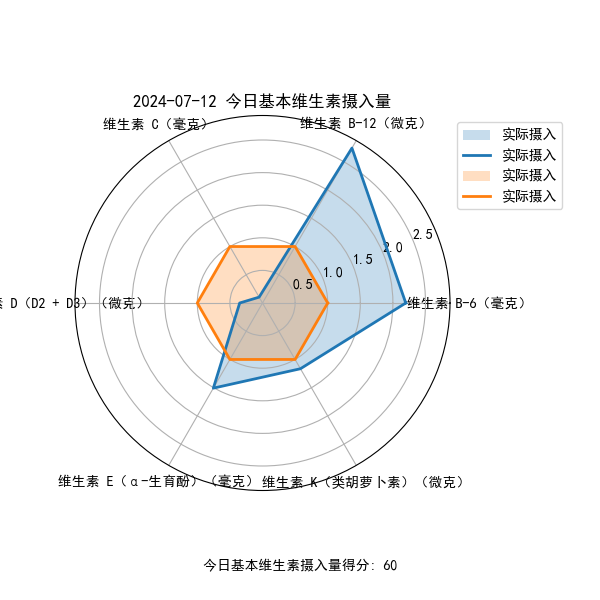 2024-07-12 今日基本维生素摄入量
维生素 C（毫克）
维生素 B-12（微克）
实际摄入
实际摄入
实际摄入
实际摄入
2.5
2.0
1.5
1.0
0.5
D（D2 + D3）（微克）
维生素 B-6（毫克）
维生素 E（α-生育酚）（毫克）
维生素 K（类胡萝卜素）（微克）
今日基本维生素摄入量得分: 60